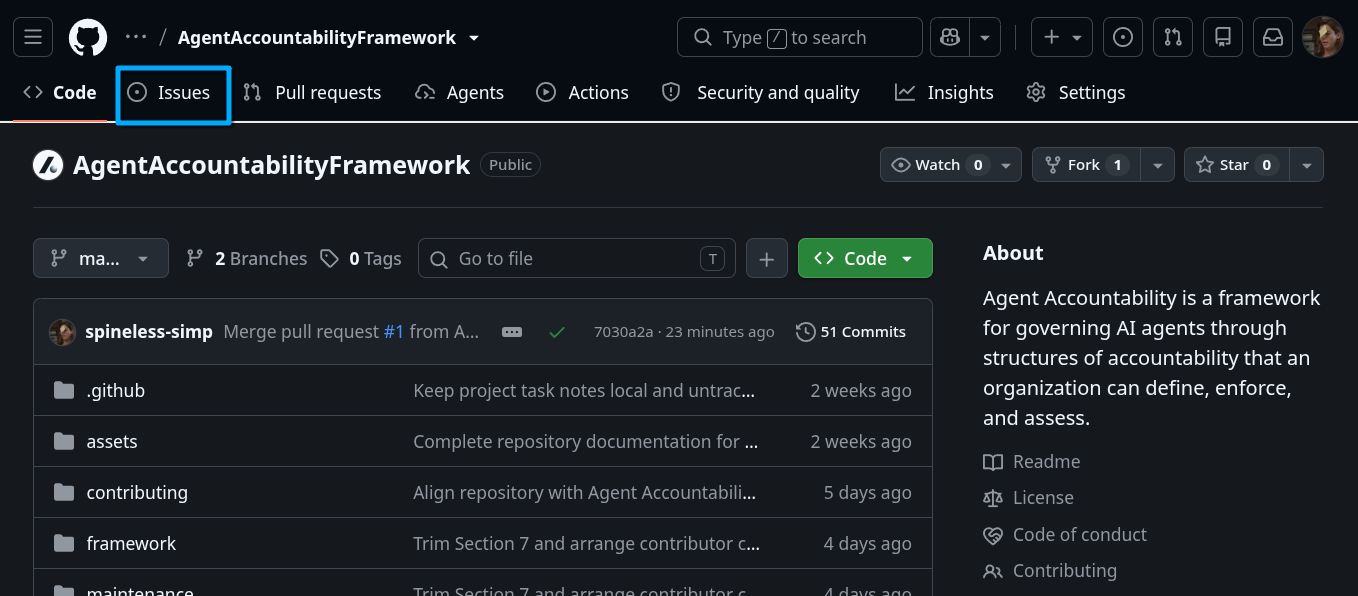 ··· / AgentAccountabilityFramework
Type / to search
Code Issues Pull requests Agents Actions Security and quality Insights Settings
AgentAccountabilityFramework Public
Watch 0 Fork 1 Star 0
ma... 2 Branches 0 Tags Go to file T + Code
About
Agent Accountability is a framework
for governing AI agents through
structures of accountability that an
organization can define, enforce,
and assess.
spineless-simp Merge pull request #1 from A... 7030a2a · 23 minutes ago 51 Commits
.github Keep project task notes local and untrac... 2 weeks ago
assets Complete repository documentation for ... 2 weeks ago
contributing Align repository with Agent Accountabili... 5 days ago
framework Trim Section 7 and arrange contributor c... 4 days ago
maintenance Trim Section 7 and arrange contributor c... 4 days ago
Readme
License
Code of conduct
Contributing